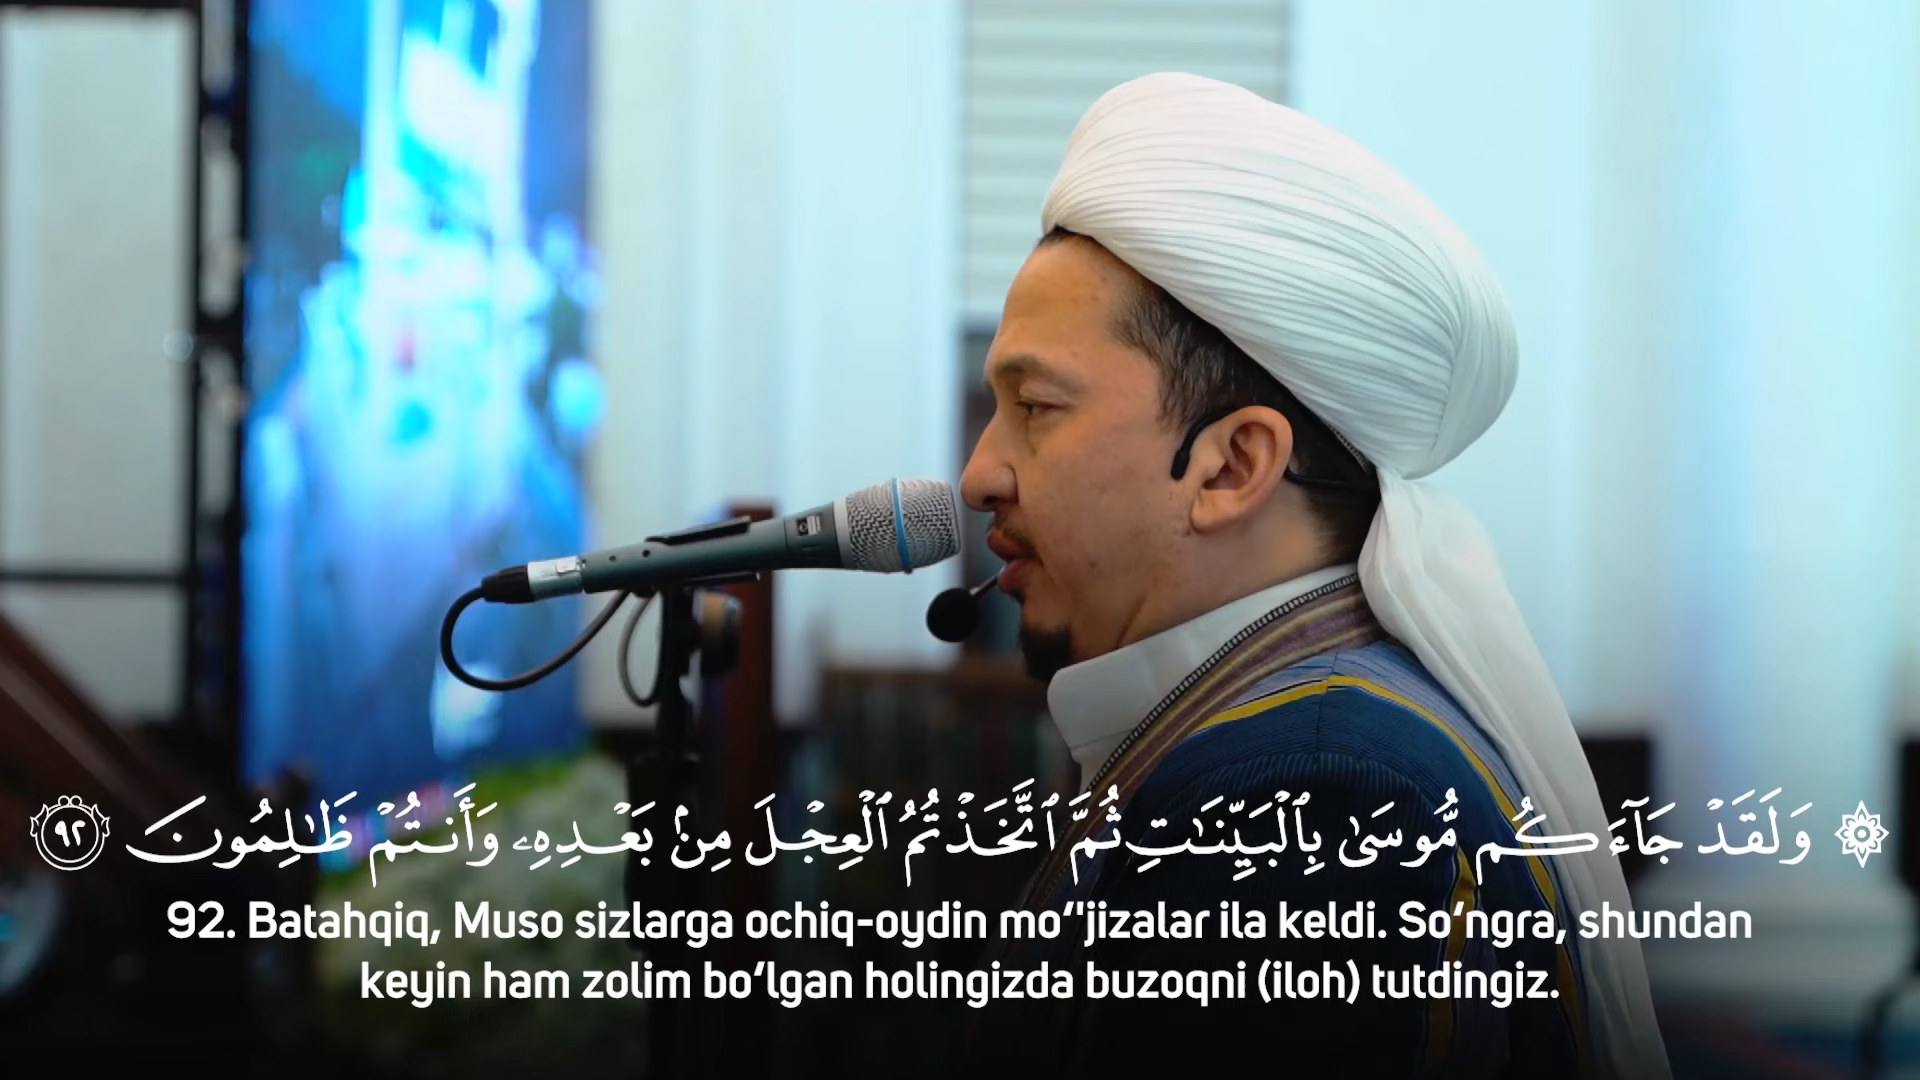 ۞ وَلَقَدْ جَآءَكُم مُّوسَىٰ بِٱلْبَيِّنَـٰتِ ثُمَّ ٱتَّخَذْتُمُ ٱلْعِجْلَ مِنۢ بَعْدِهِۦ وَأَنتُمْ ظَـٰلِمُونَ ٩٢
92. Batahqiq, Muso sizlarga ochiq-oydin mo‘'jizalar ila keldi. So‘ngra, shundan
keyin ham zolim bo‘lgan holingizda buzoqni (iloh) tutdingiz.